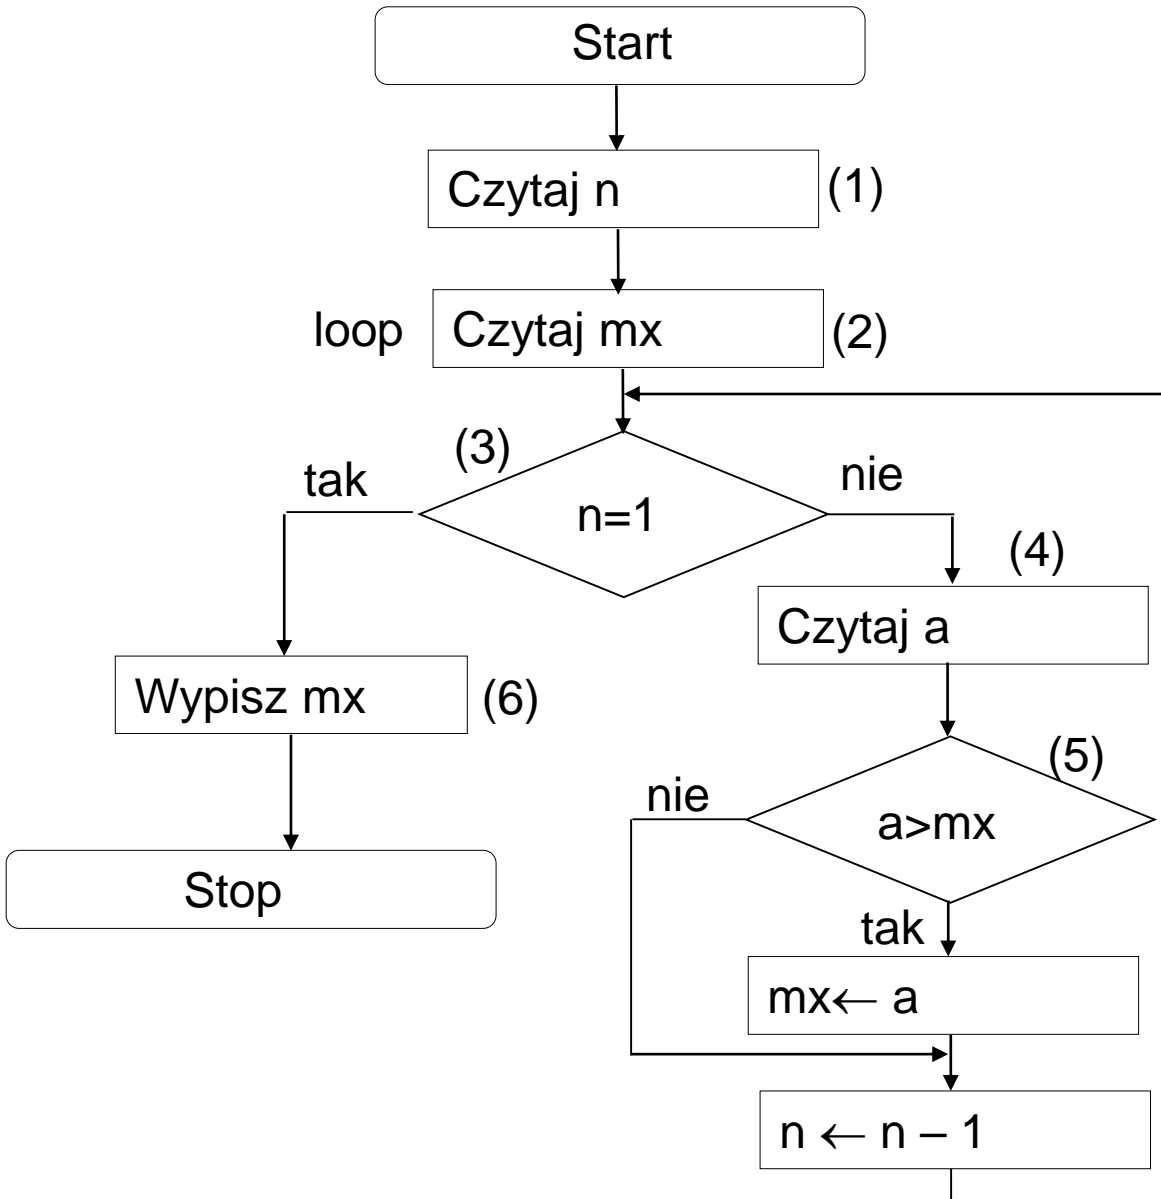 Start
Czytaj n (1)
loop Czytaj mx (2)
(3)
tak
nie
n=1
(4)
Czytaj a
Wypisz mx (6)
(5)
nie
a>mx
Stop
tak
mx← a
n ← n – 1